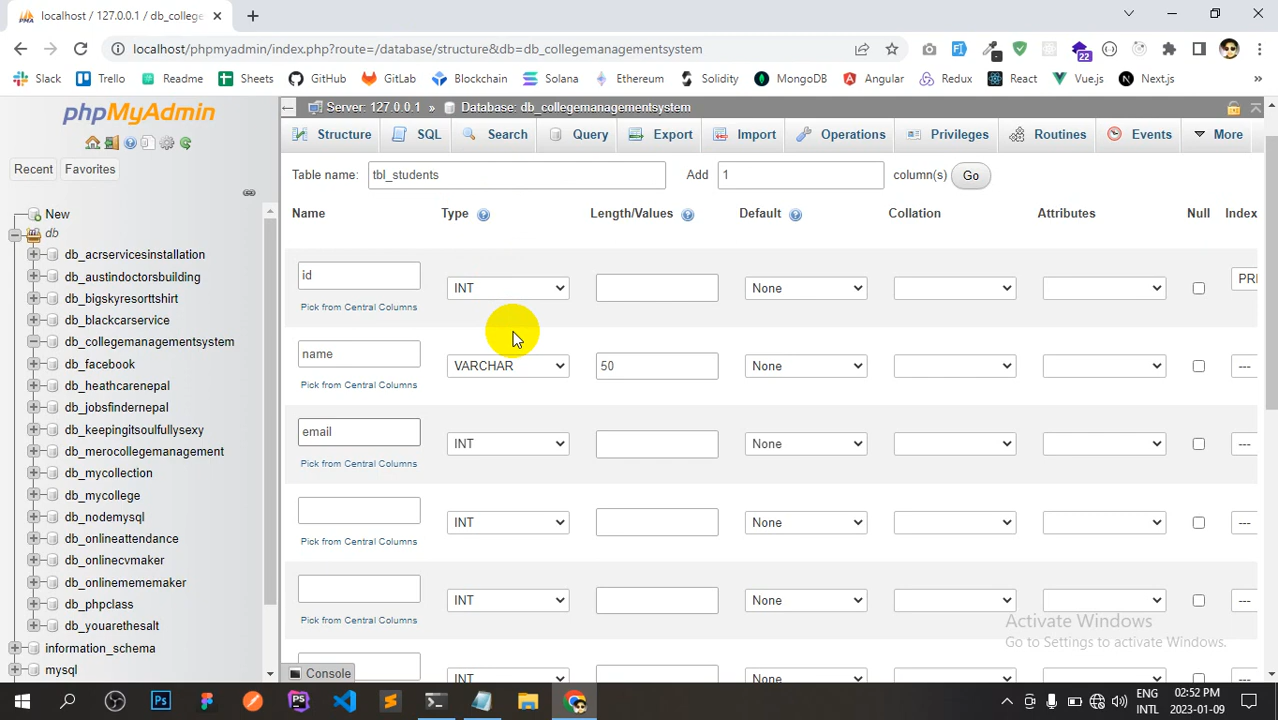 localhost / 127.0.0.1 / db_college
localhost/phpmyadmin/index.php?route=/database/structure&db=db_collegemanagementsystem
22
Slack Trello Readme Sheets GitHub GitLab Blockchain Solana Ethereum Solidity MongoDB Angular Redux React Vue.js Next.js
phpMyAdmin
Recent Favorites
New
db
db_acrservicesinstallation
db_austindoctorsbuilding
db_bigskyresorttshirt
db_blackcarservice
db_collegemanagementsystem
db_facebook
db_heathcarenepal
db_jobsfindernepal
db_keepingitsoulfullysexy
db_merocollegemanagement
db_mycollection
db_mycollege
db_nodemysql
db_onlineattendance
db_onlinecvmaker
db_onlinemememaker
db_phpclass
db_youarethesalt
information_schema
mysql
Server: 127.0.0.1 » Database: db_collegemanagementsystem
Structure SQL Search Query Export Import Operations Privileges Routines Events More
Table name: tbl_students Add 1 column(s) Go
Name Type Length/Values Default Collation Attributes Null Index
id INT None PRI
Pick from Central Columns
name VARCHAR 50 None ---
Pick from Central Columns
email INT None ---
Pick from Central Columns
INT None ---
Pick from Central Columns
INT None ---
Pick from Central Columns
INT None ---
Console
Activate Windows
Go to Settings to activate Windows.
ENG
INTL
02:52 PM
2023-01-09